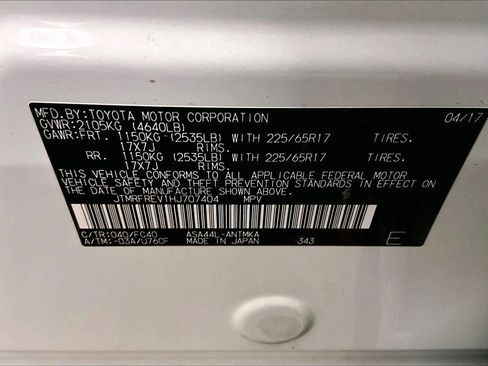 MFD.BY:TOYOTA MOTOR CORPORATION 04/17
GVWR:2105KG (4640LB)
GAWR:FRT. 1150KG (2535LB) WITH 225/65R17 TIRES.
17X7J RIMS.
RR. 1150KG (2535LB) WITH 225/65R17 TIRES.
17X7J RIMS.
THIS VEHICLE CONFORMS TO ALL APPLICABLE FEDERAL MOTOR
VEHICLE SAFETY AND THEFT PREVENTION STANDARDS IN EFFECT
ON THE DATE OF MANUFACTURE SHOWN ABOVE.
JTMRFREV1HJ707404 MPV
C/TR:040/FC40 ASA44L-ANTMKA
A/TM:-03A/U760F MADE IN JAPAN 343 E